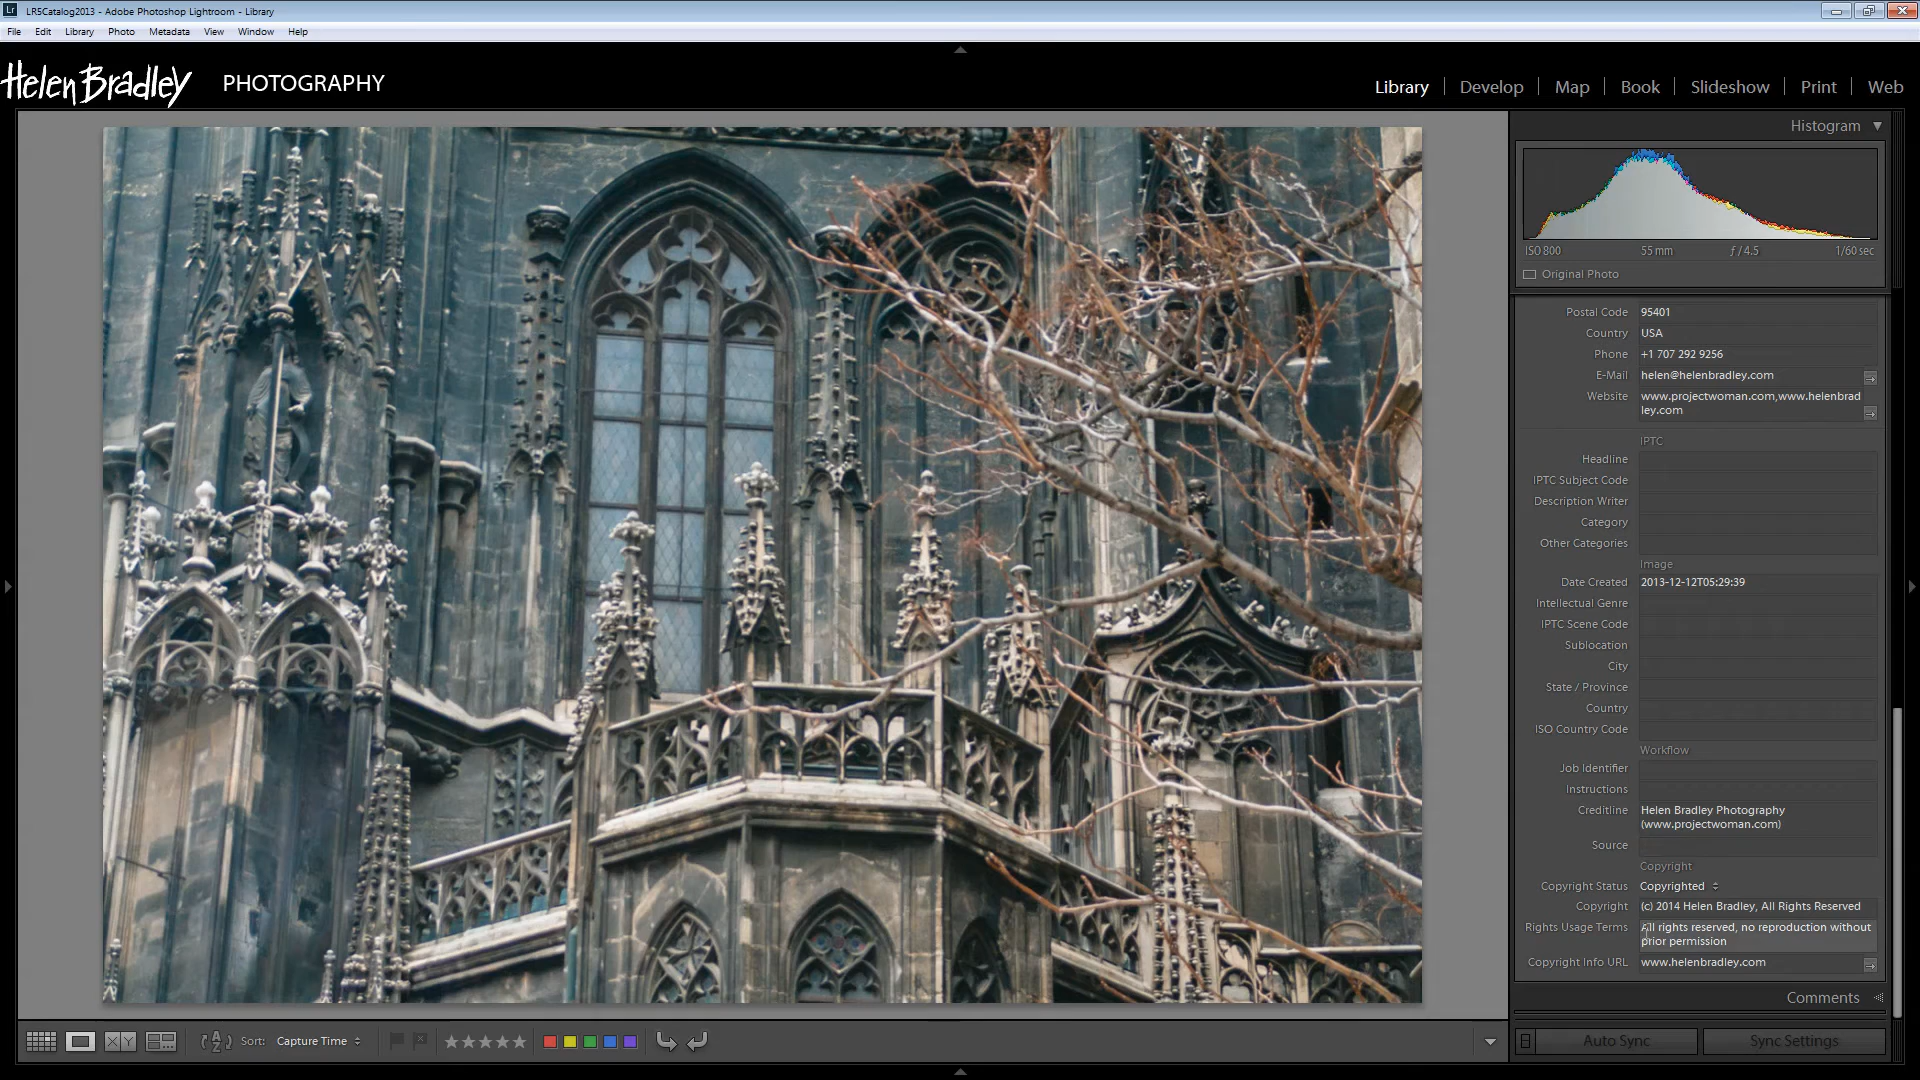 LR5Catalog2013 - Adobe Photoshop Lightroom - Library
File Edit Library Photo Metadata View Window Help
Helen Bradley PHOTOGRAPHY
Library | Develop | Map | Book | Slideshow | Print | Web
Histogram
ISO 800 55 mm ƒ / 4.5 1/60 sec
Original Photo
Postal Code 95401
Country USA
Phone +1 707 292 9256
E-Mail helen@helenbradley.com
Website www.projectwoman.com,www.helenbrad
ley.com
IPTC
Headline
IPTC Subject Code
Description Writer
Category
Other Categories
Image
Date Created 2013-12-12T05:29:39
Intellectual Genre
IPTC Scene Code
Sublocation
City
State / Province
Country
ISO Country Code
Workflow
Job Identifier
Instructions
Creditline Helen Bradley Photography
(www.projectwoman.com)
Source
Copyright
Copyright Status Copyrighted
Copyright (c) 2014 Helen Bradley, All Rights Reserved
Rights Usage Terms All rights reserved, no reproduction without
prior permission
Copyright Info URL www.helenbradley.com
Comments
X Y A Z Sort: Capture Time
Auto Sync Sync Settings